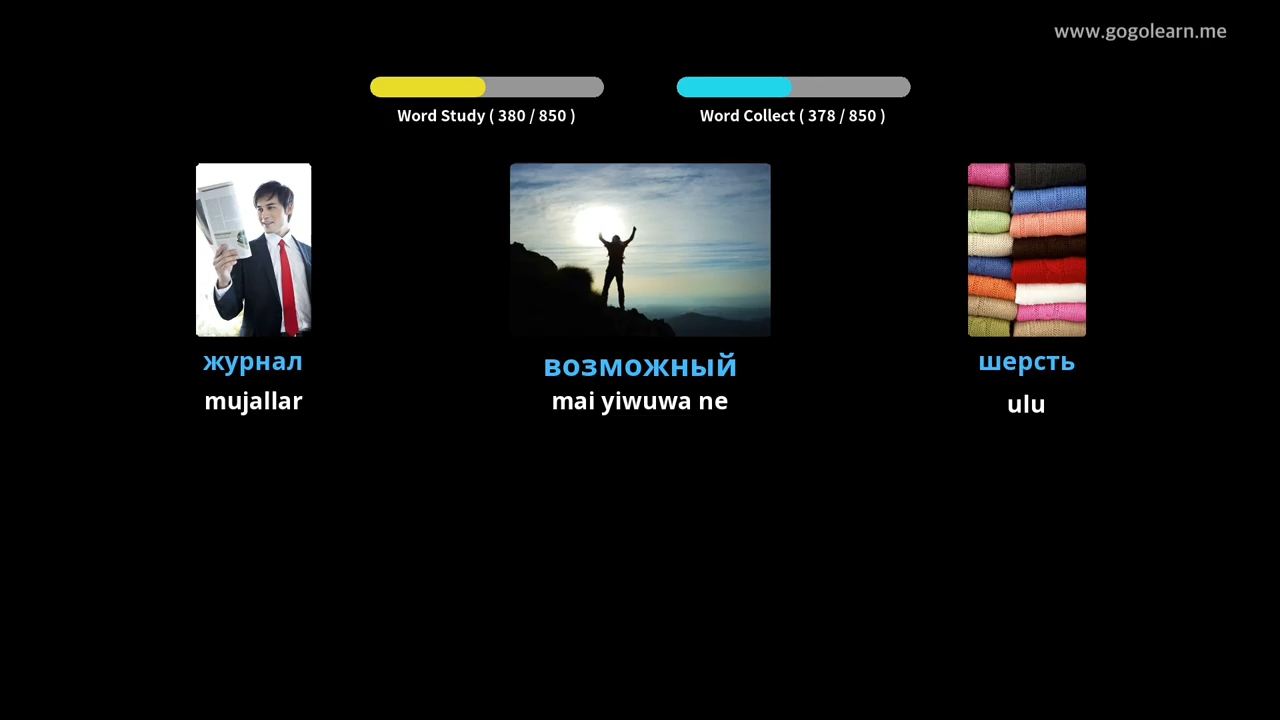 www.gogolearn.me
Word Study ( 380 / 850 )
Word Collect ( 378 / 850 )
журнал
mujallar
возможный
mai yiwuwa ne
шерсть
ulu